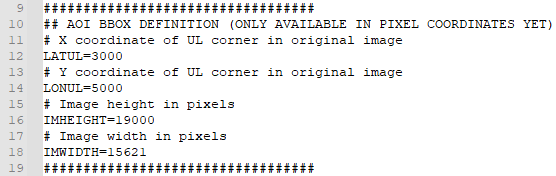 9 ##################################
10 ## AOI BBOX DEFINITION (ONLY AVAILABLE IN PIXEL COORDINATES YET)
11 # X coordinate of UL corner in original image
12 LATUL=3000
13 # Y coordinate of UL corner in original image
14 LONUL=5000
15 # Image height in pixels
16 IMHEIGHT=19000
17 # Image width in pixels
18 IMWIDTH=15621
19 ##################################